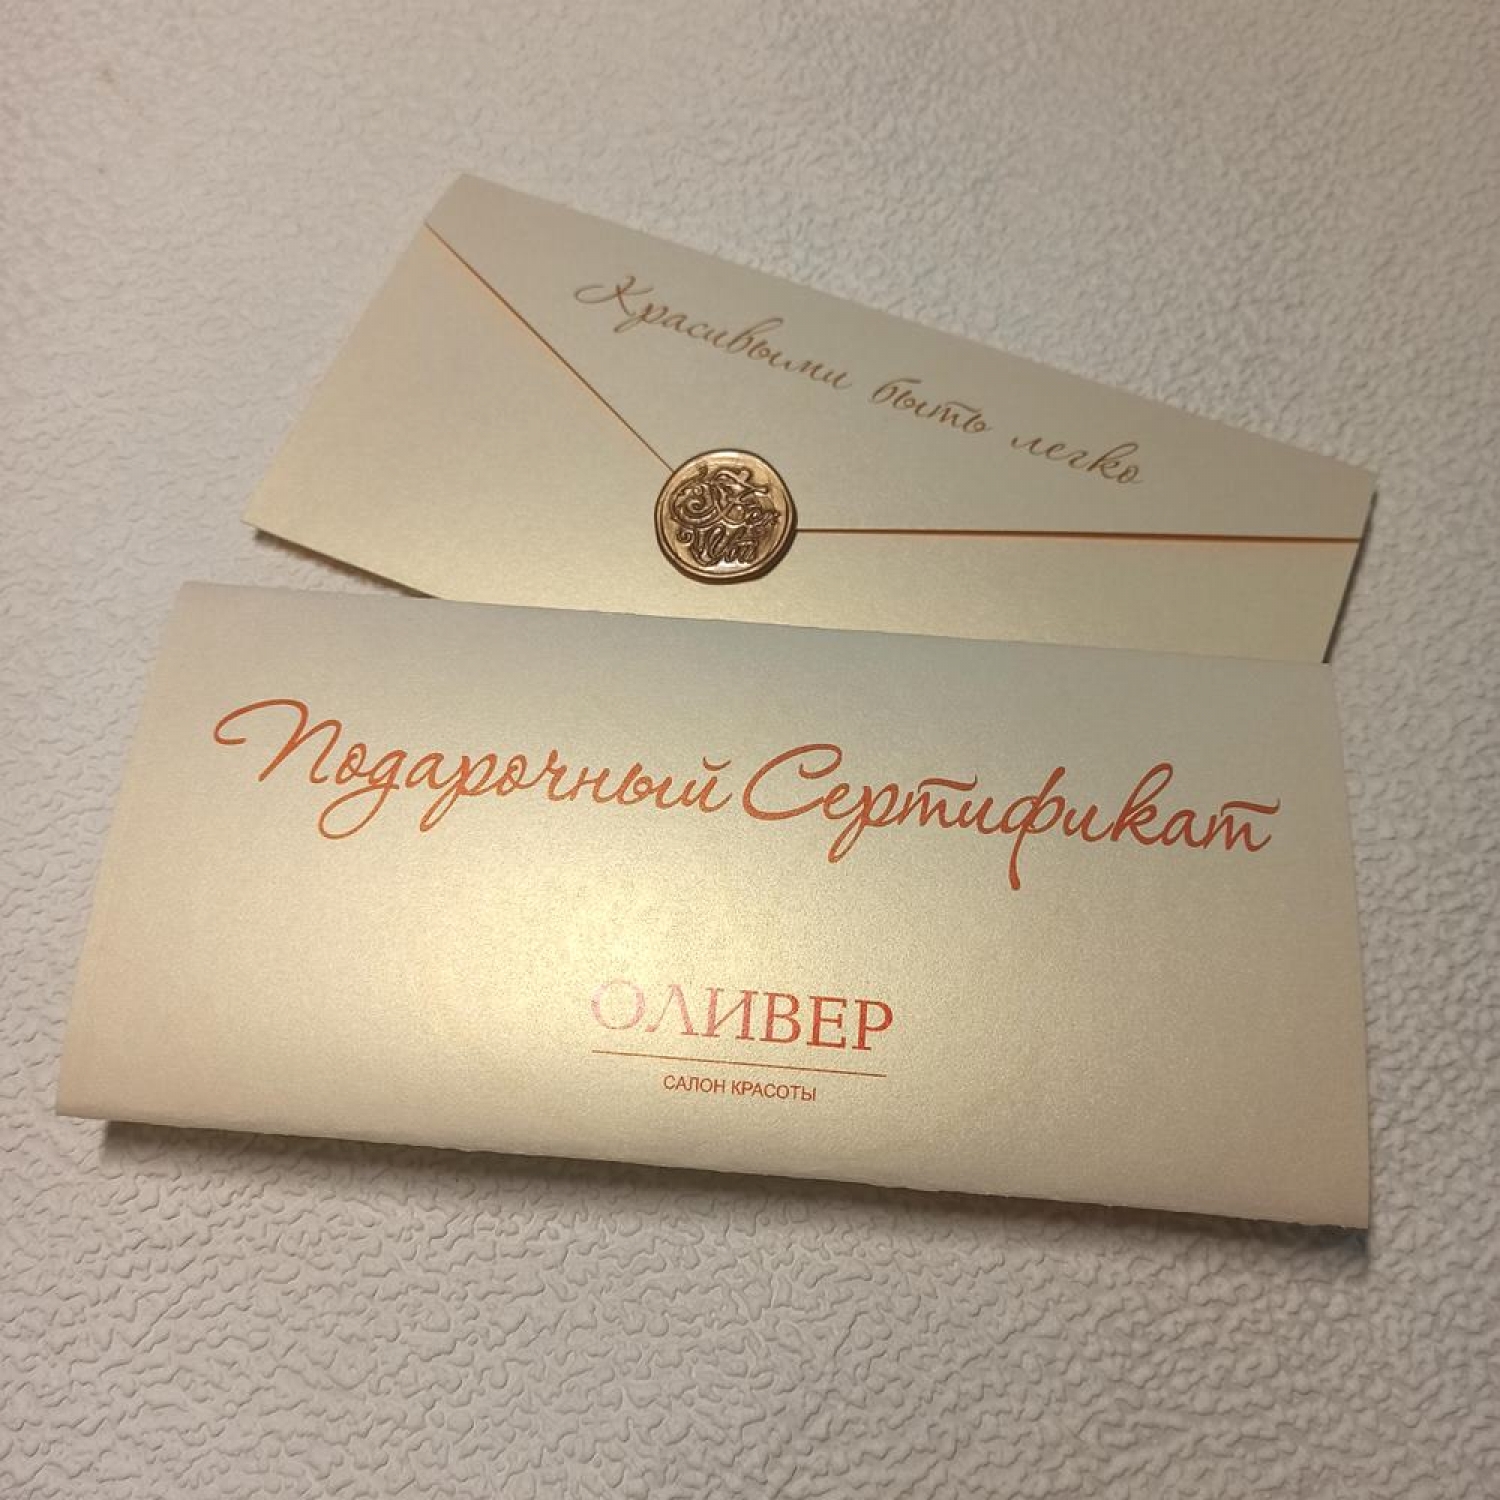 Красивыми быть легко
Подарочный Сертификат
ОЛИВЕР
САЛОН КРАСОТЫ